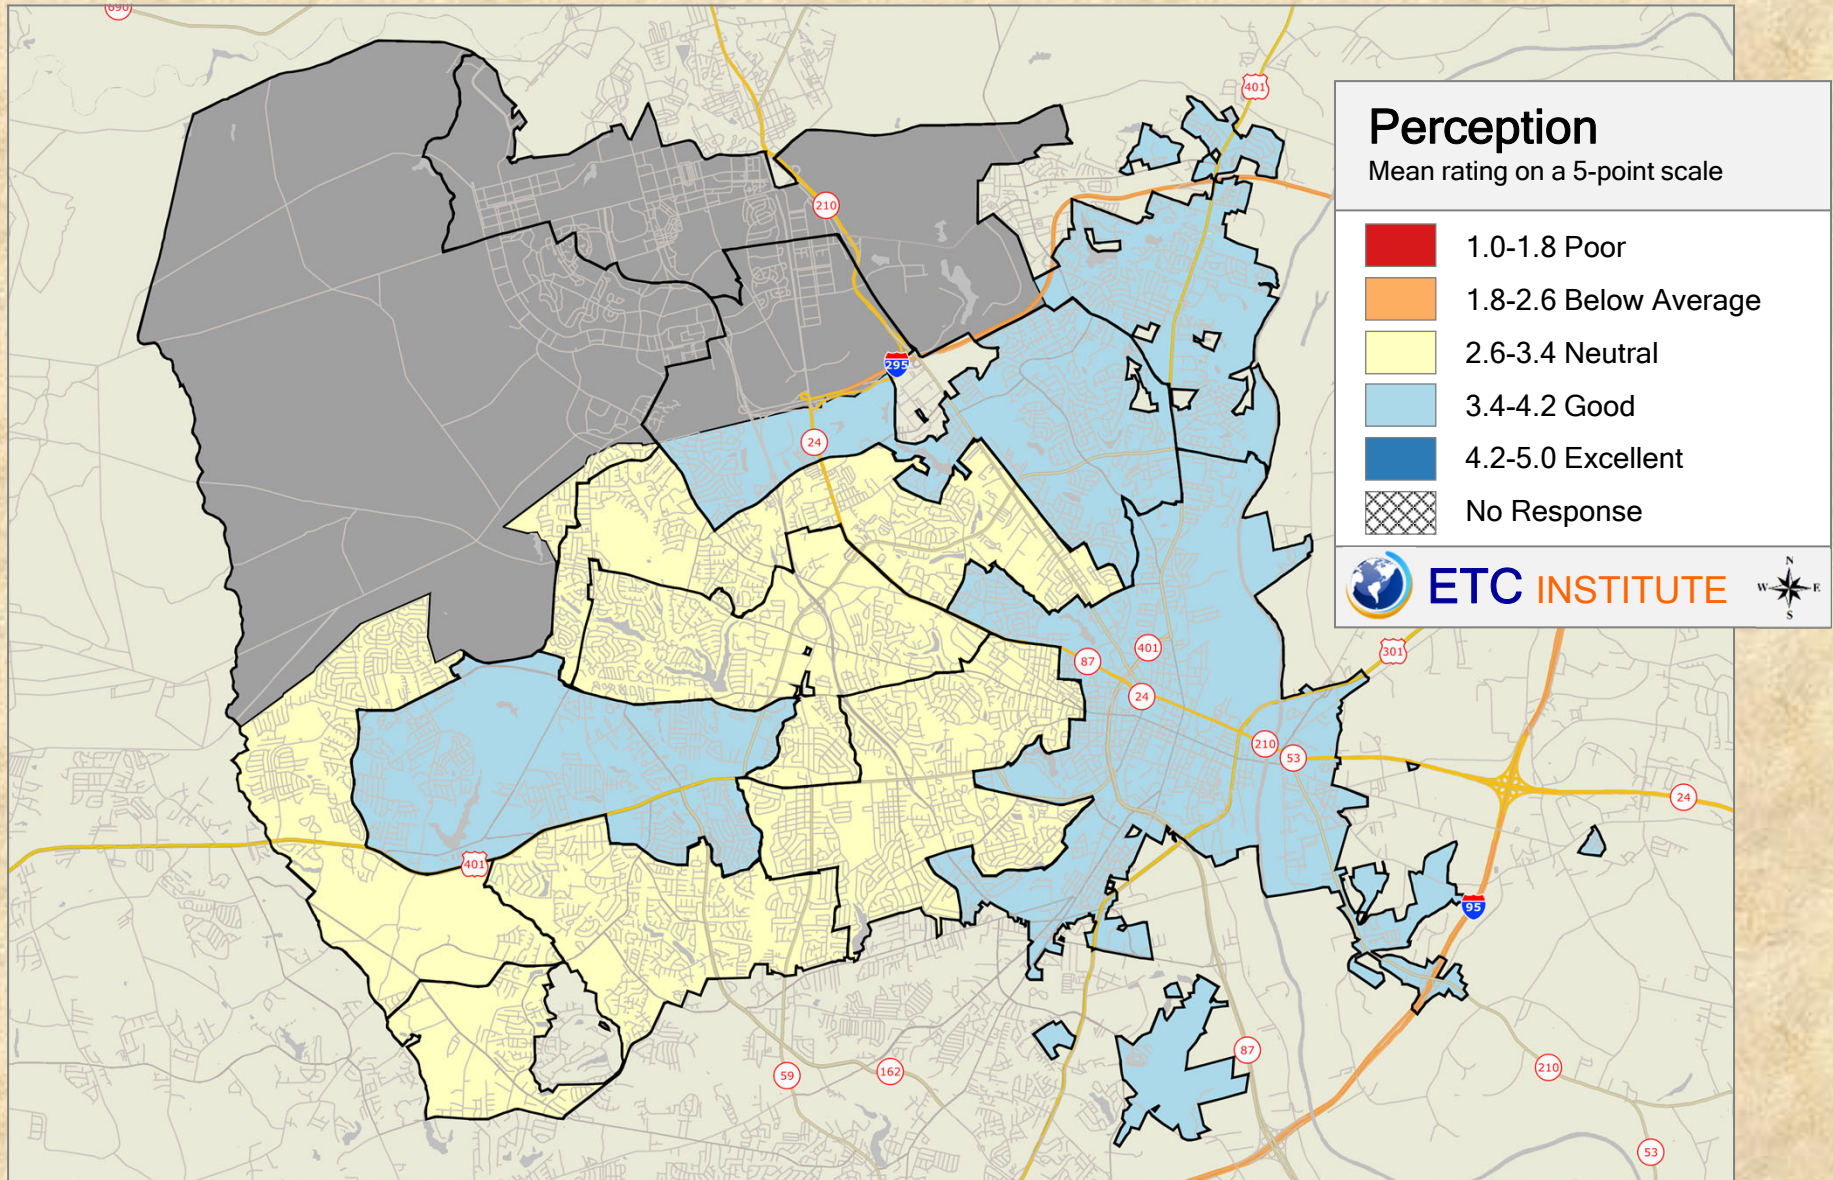 690
401
Perception
Mean rating on a 5-point scale
210
1.0-1.8 Poor
1.8-2.6 Below Average
295
2.6-3.4 Neutral
3.4-4.2 Good
24
4.2-5.0 Excellent
No Response
ETC INSTITUTE
N
W E
S
401
301
87
24
210
53
24
401
95
87
59
162
210
53